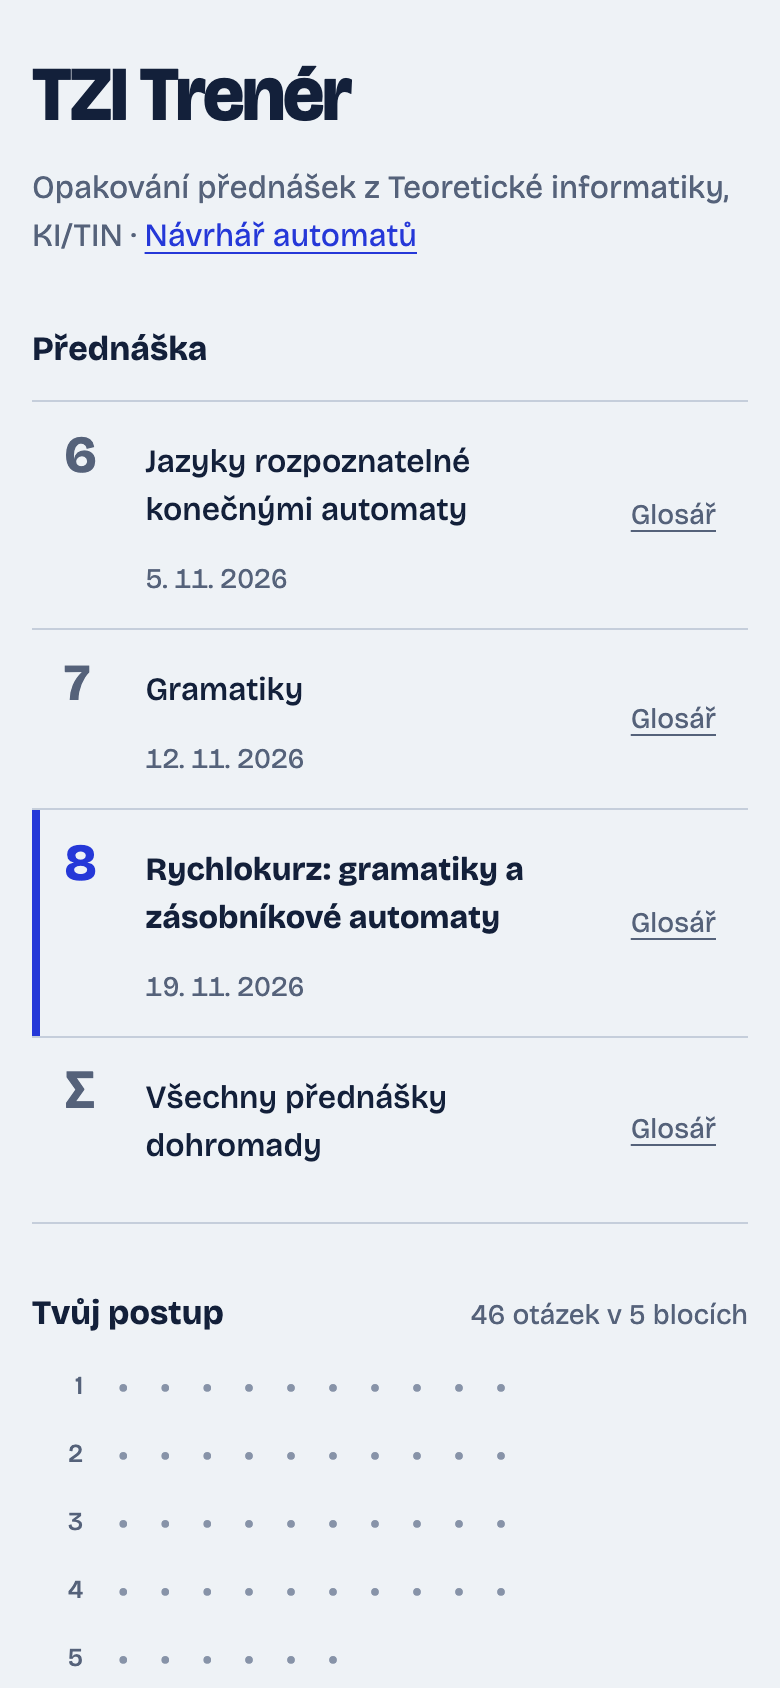 TZI Trenér
Opakování přednášek z Teoretické informatiky,
KI/TIN · Návrhář automatů
Přednáška
6
Jazyky rozpoznatelné
konečnými automaty
Glosář
5. 11. 2026
7
Gramatiky
Glosář
12. 11. 2026
8
Rychlokurz: gramatiky a
zásobníkové automaty
Glosář
19. 11. 2026
Σ
Všechny přednášky
dohromady
Glosář
Tvůj postup
46 otázek v 5 blocích
1
2
3
4
5